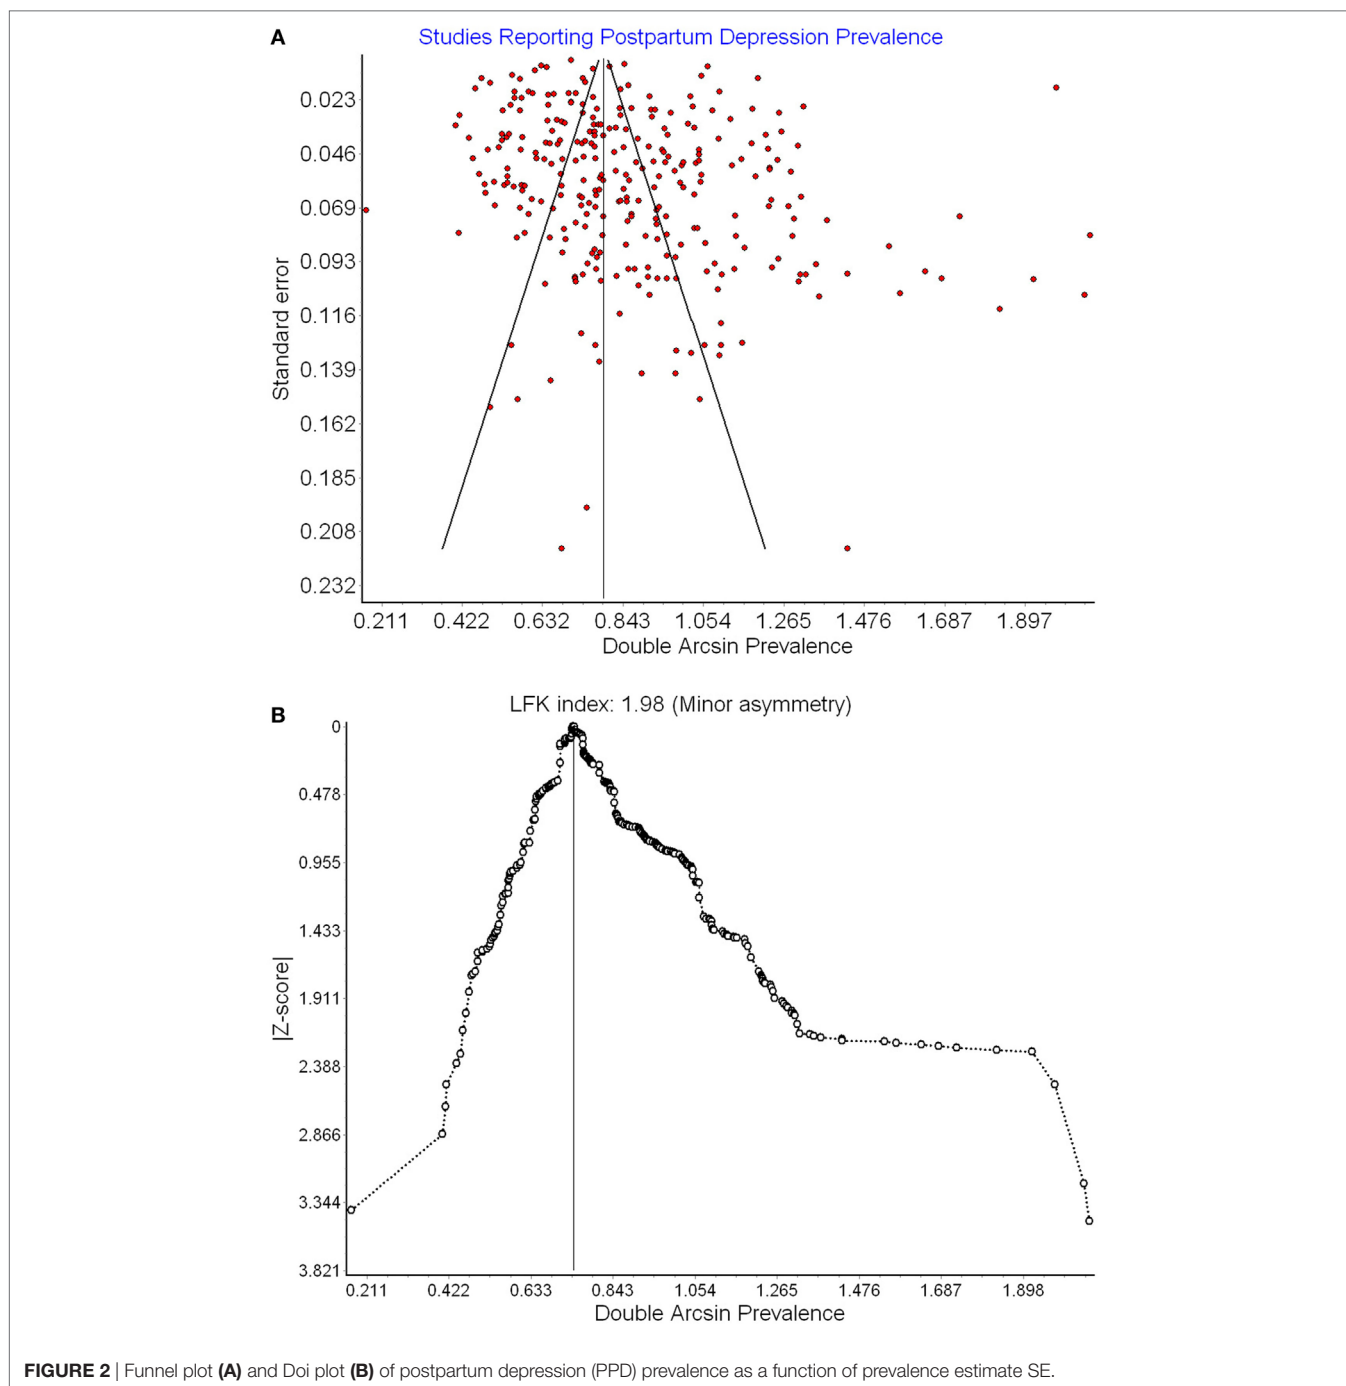 A
Studies Reporting Postpartum Depression Prevalence
Standard error
0.023
0.046
0.069
0.093
0.116
0.139
0.162
0.185
0.208
0.232
0.211 0.422 0.632 0.843 1.054 1.265 1.476 1.687 1.897
Double Arcsin Prevalence
B
LFK index: 1.98 (Minor asymmetry)
|Z-score|
0
0.478
0.955
1.433
1.911
2.388
2.866
3.344
3.821
0.211 0.422 0.633 0.843 1.054 1.265 1.476 1.687 1.898
Double Arcsin Prevalence
FIGURE 2 | Funnel plot (A) and Doi plot (B) of postpartum depression (PPD) prevalence as a function of prevalence estimate SE.